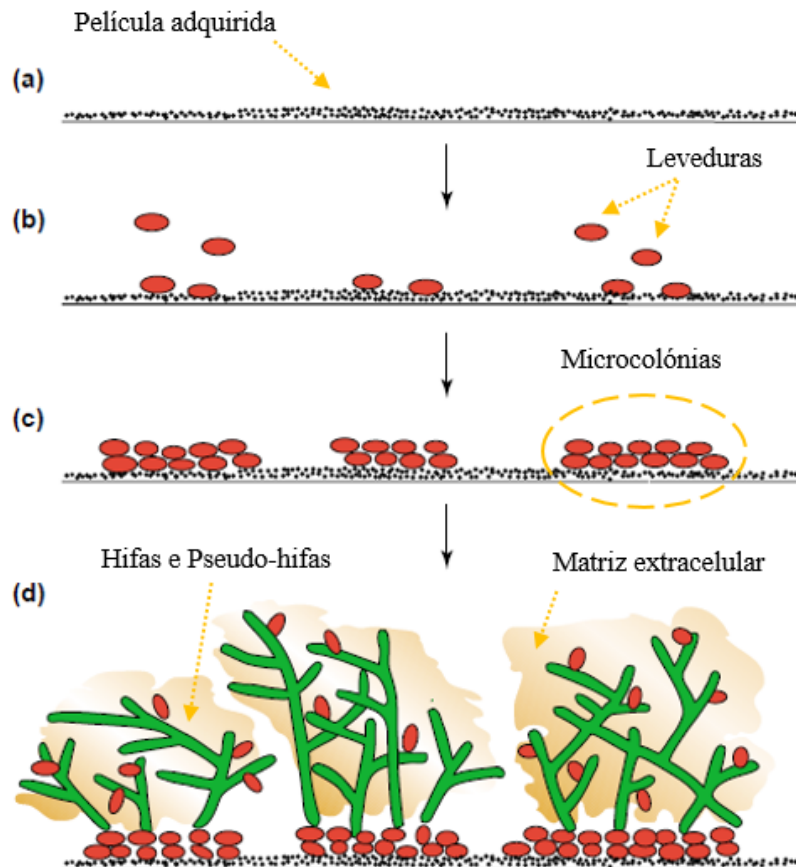 Película adquirida
(a)
Leveduras
(b)
Microcolónias
(c)
Hifas e Pseudo-hifas
Matriz extracelular
(d)